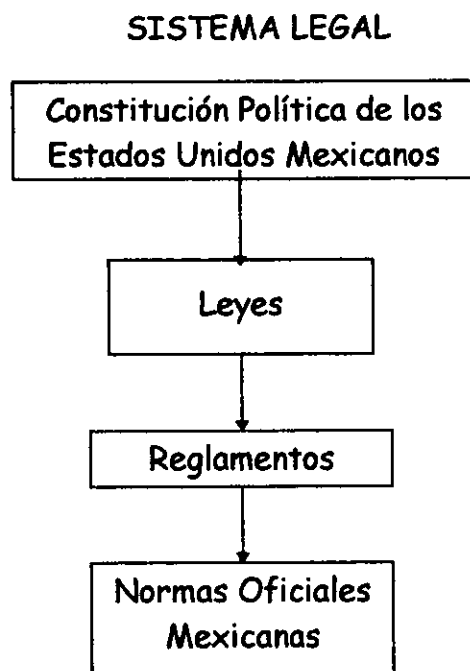 SISTEMA LEGAL
Constitución Política de los
Estados Unidos Mexicanos
Leyes
Reglamentos
Normas Oficiales
Mexicanas